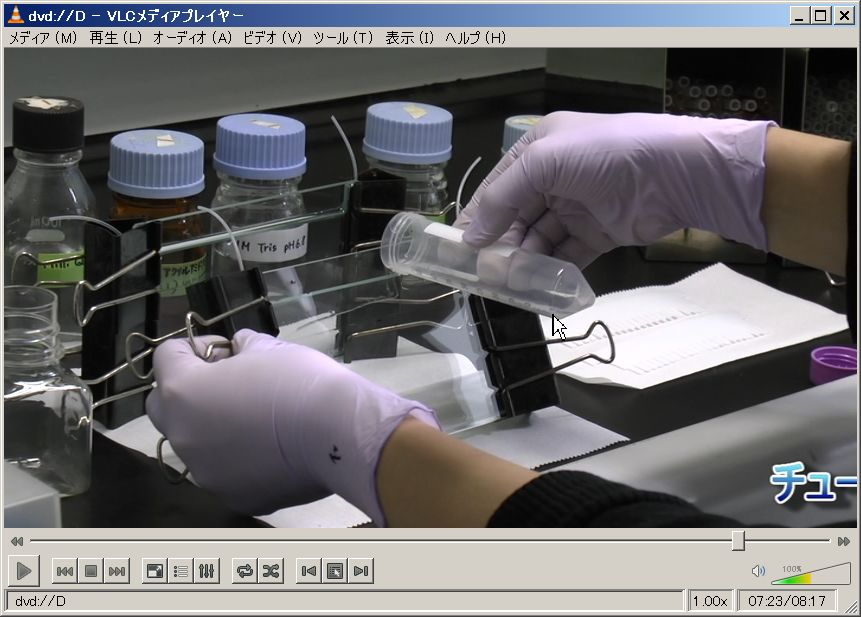 dvd://D - VLCメディアプレイヤー
メディア(M) 再生(L) オーディオ(A) ビデオ(V) ツール(T) 表示(I) ヘルプ(H)
M Tris pH6.8
チュー
100%
dvd://D
1.00x
07:23/08:17